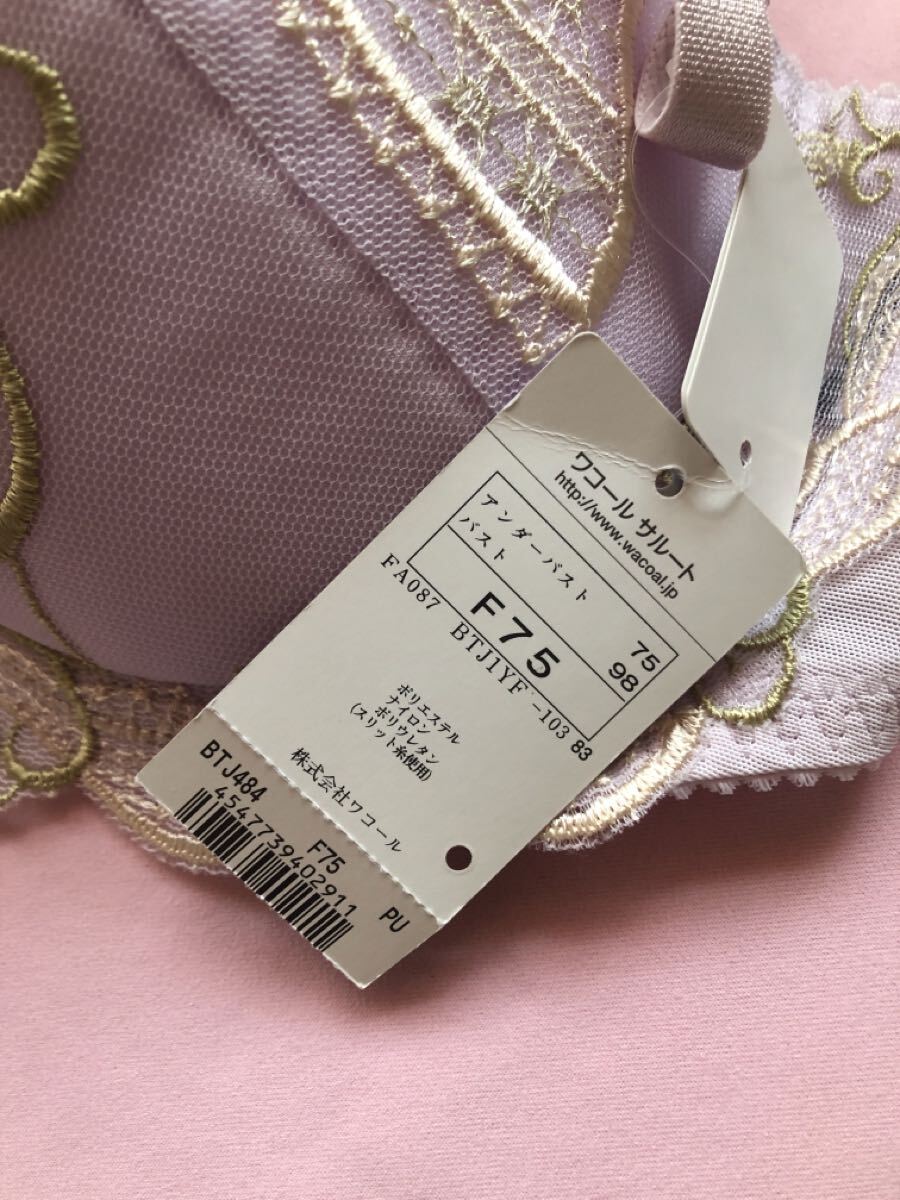 ワコール サルート
http://www.wacoal.jp
アンダーバスト 75
バスト 98
F75
FA087 BTJ1YF -103 83
ポリエステル
ナイロン
ポリウレタン
(スリット糸使用)
株式会社ワコール
BTJ484 F75 PU
4547739402911